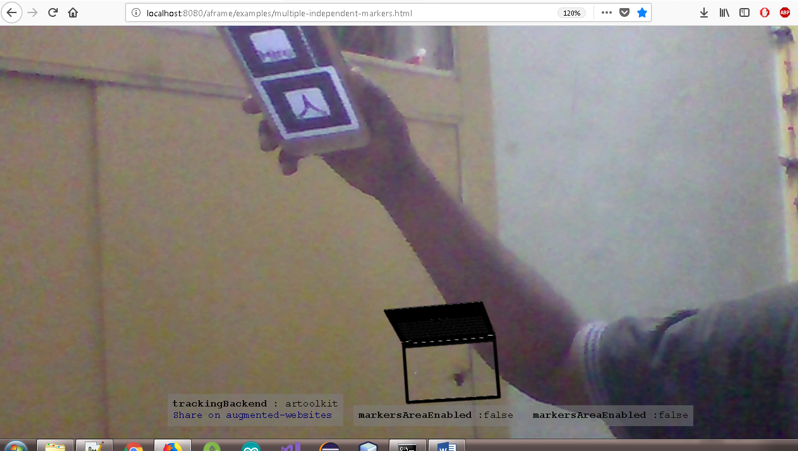 localhost:8080/aframe/examples/multiple-independent-markers.html
120%
ABP
trackingBackend : artoolkit
Share on augmented-websites
markersAreaEnabled :false markersAreaEnabled :false